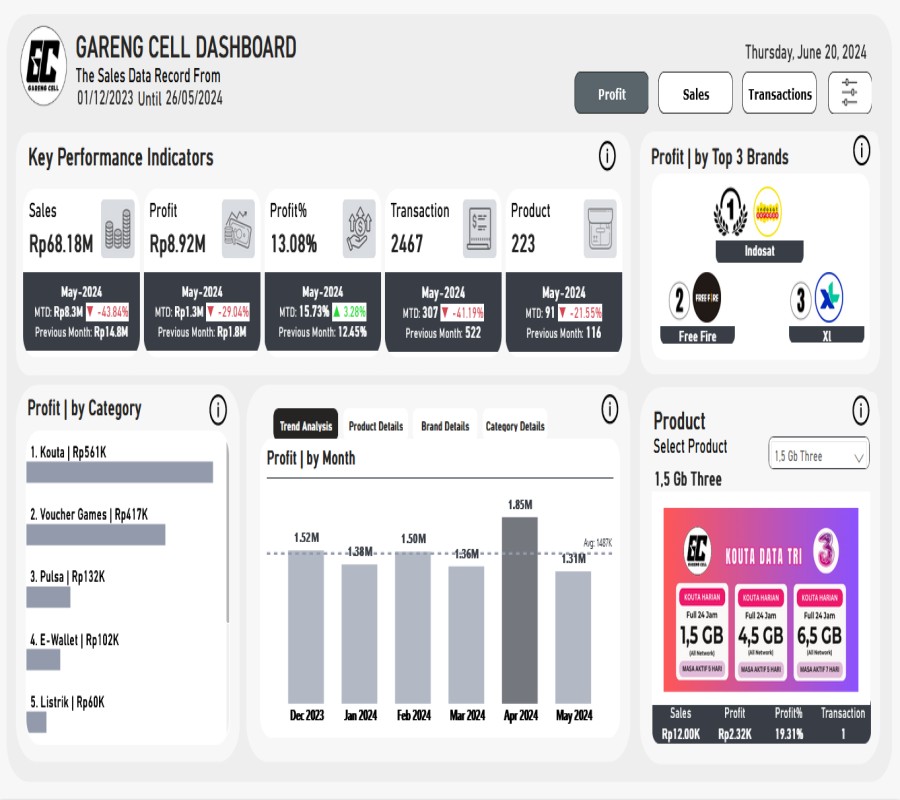 GC
GARENG CELL
GARENG CELL DASHBOARD
The Sales Data Record From
01/12/2023 Until 26/05/2024
Thursday, June 20, 2024
Profit Sales Transactions
Key Performance Indicators
Sales
Rp68.18M
May-2024
MTD: Rp8.3M ▼ -43.84%
Previous Month: Rp14.8M
Profit
Rp8.92M
May-2024
MTD: Rp1.3M ▼ -29.04%
Previous Month: Rp1.8M
Profit%
13.08%
May-2024
MTD: 15.73% ▲ 3.28%
Previous Month: 12.45%
Transaction
2467
May-2024
MTD: 307 ▼ -41.19%
Previous Month: 522
Product
223
May-2024
MTD: 91 ▼ -21.55%
Previous Month: 116
Profit | by Top 3 Brands
1
indosat
OOREDOO
Indosat
2
FREE FIRE
Free Fire
3
Xl
Profit | by Category
1. Kouta | Rp561K
2. Voucher Games | Rp417K
3. Pulsa | Rp132K
4. E-Wallet | Rp102K
5. Listrik | Rp60K
Trend Analysis Product Details Brand Details Category Details
Profit | by Month
1.52M
1.38M
1.50M
1.36M
1.85M
1.31M
Avg: 1487K
Dec 2023 Jan 2024 Feb 2024 Mar 2024 Apr 2024 May 2024
Product
Select Product
1,5 Gb Three
1,5 Gb Three
GC
GARENG CELL
KOUTA DATA TRI
3
KOUTA HARIAN KOUTA HARIAN KOUTA HARIAN
Full 24 Jam Full 24 Jam Full 24 Jam
1,5 GB 4,5 GB 6,5 GB
(All Network) (All Network) (All Network)
MASA AKTIF 5 HARI MASA AKTIF 5 HARI MASA AKTIF 7 HARI
Sales Profit Profit% Transaction
Rp12.00K Rp2.32K 19.31% 1